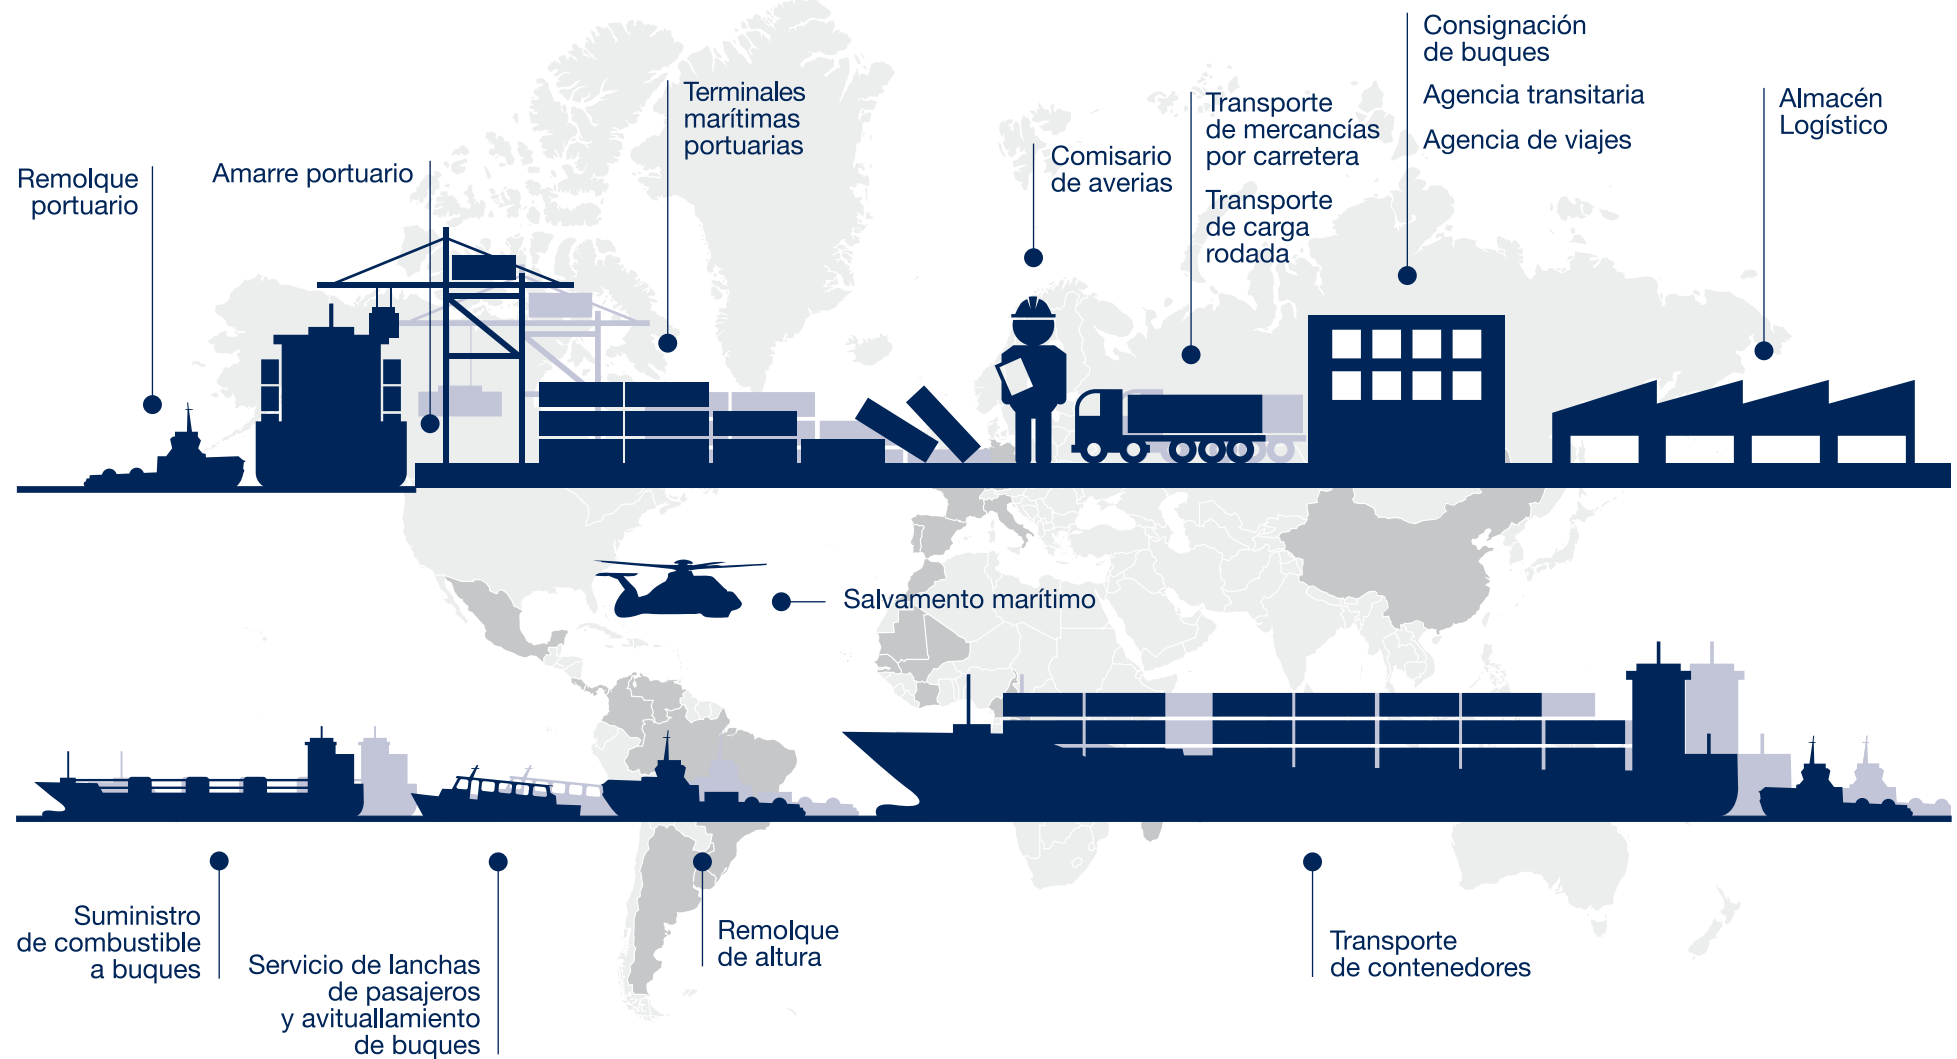 Remolque
portuario
Amarre portuario
Terminales
marítimas
portuarias
Comisario
de averias
Transporte
de mercancías
por carretera
Transporte
de carga
rodada
Consignación
de buques
Agencia transitaria
Agencia de viajes
Almacén
Logístico
Salvamento marítimo
Suministro
de combustible
a buques
Servicio de lanchas
de pasajeros
y avituallamiento
de buques
Remolque
de altura
Transporte
de contenedores